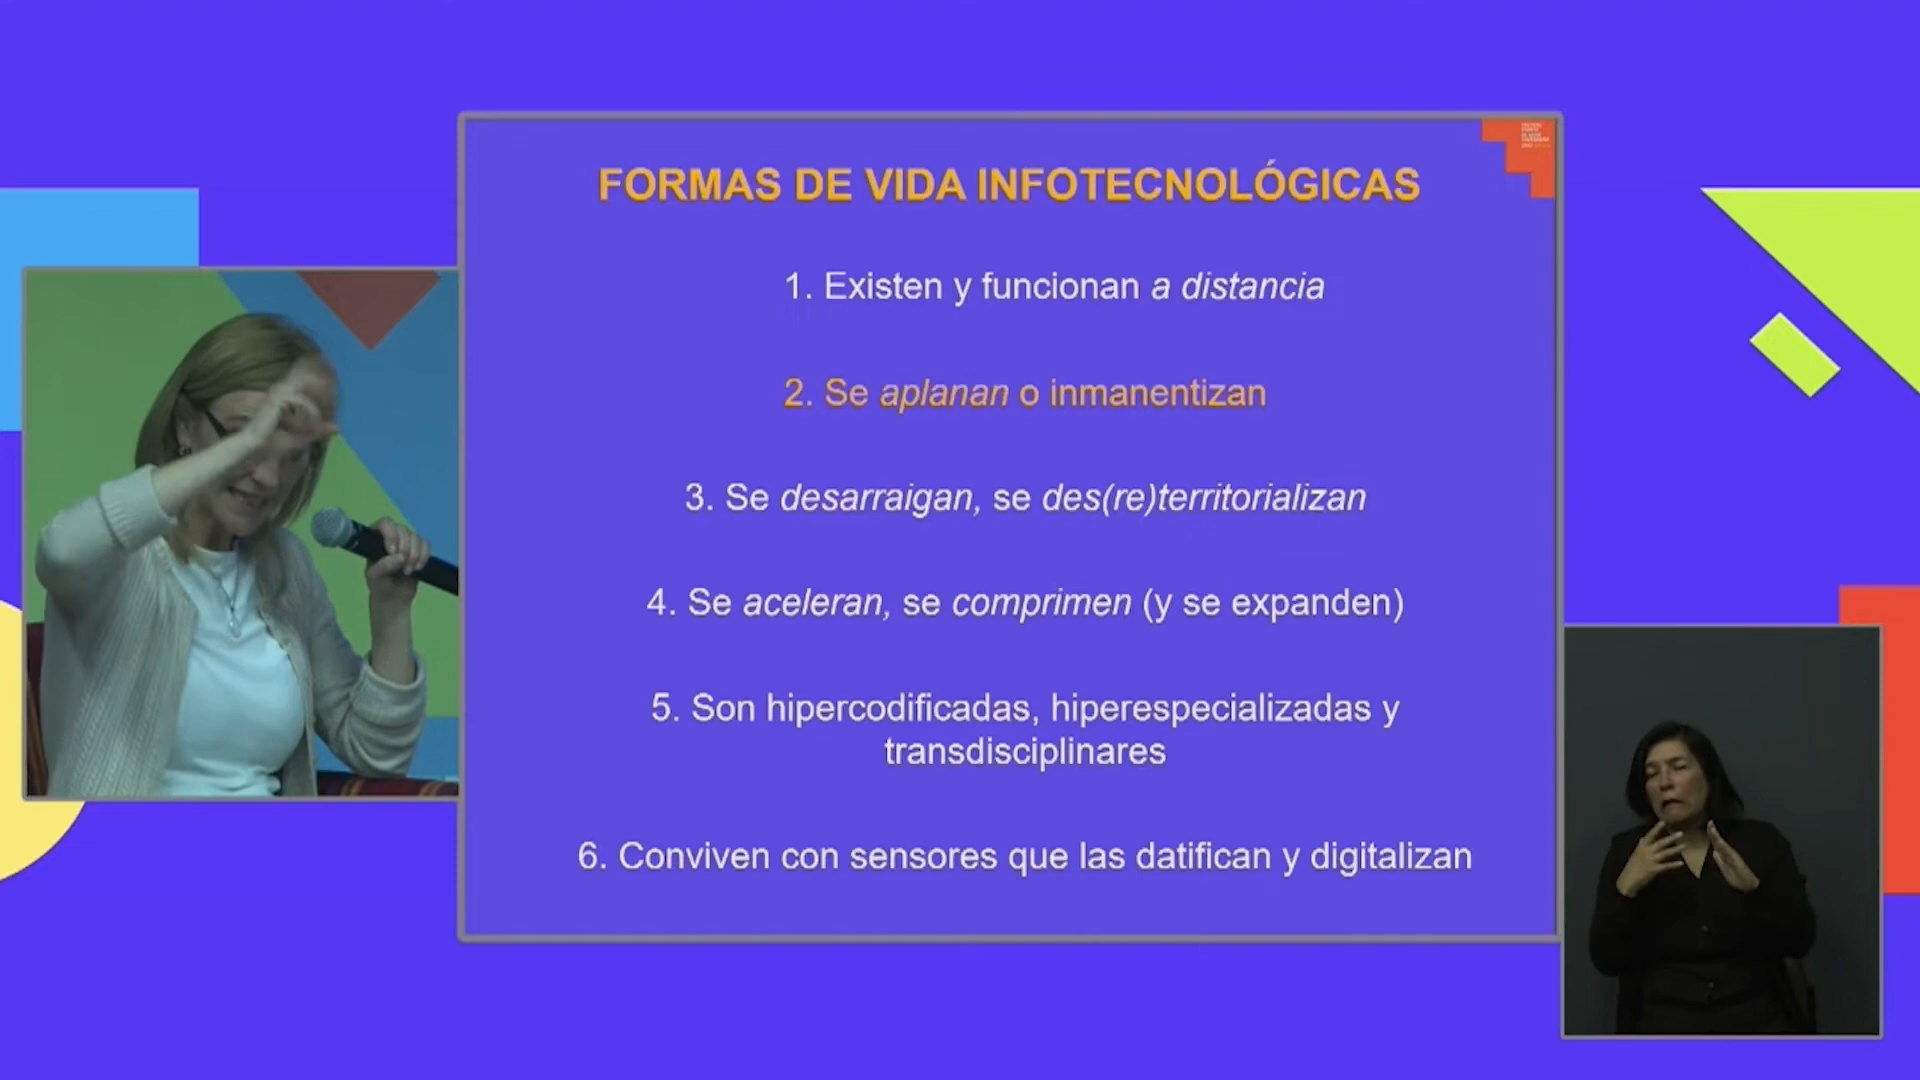 FORMAS DE VIDA INFOTECNOLÓGICAS
1. Existen y funcionan a distancia
2. Se aplanan o inmanentizan
3. Se desarraigan, se des(re)territorializan
4. Se aceleran, se comprimen (y se expanden)
5. Son hipercodificadas, hiperespecializadas y
transdisciplinares
6. Conviven con sensores que las datifican y digitalizan